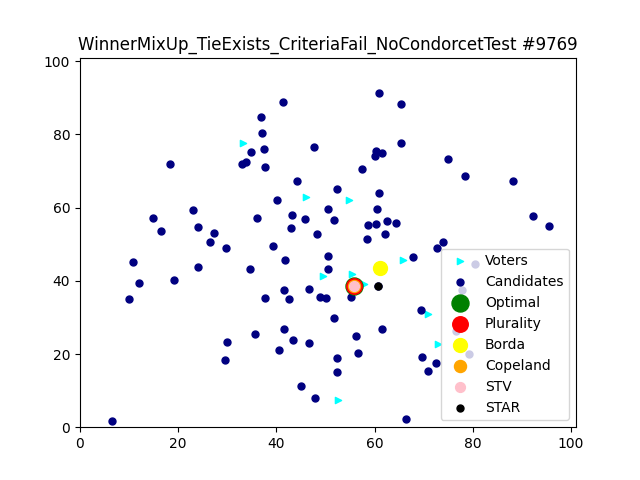 WinnerMixUp_TieExists_CriteriaFail_NoCondorcetTest #9769
100
80
60
40
20
0
0 20 40 60 80 100
Voters
Candidates
Optimal
Plurality
Borda
Copeland
STV
STAR